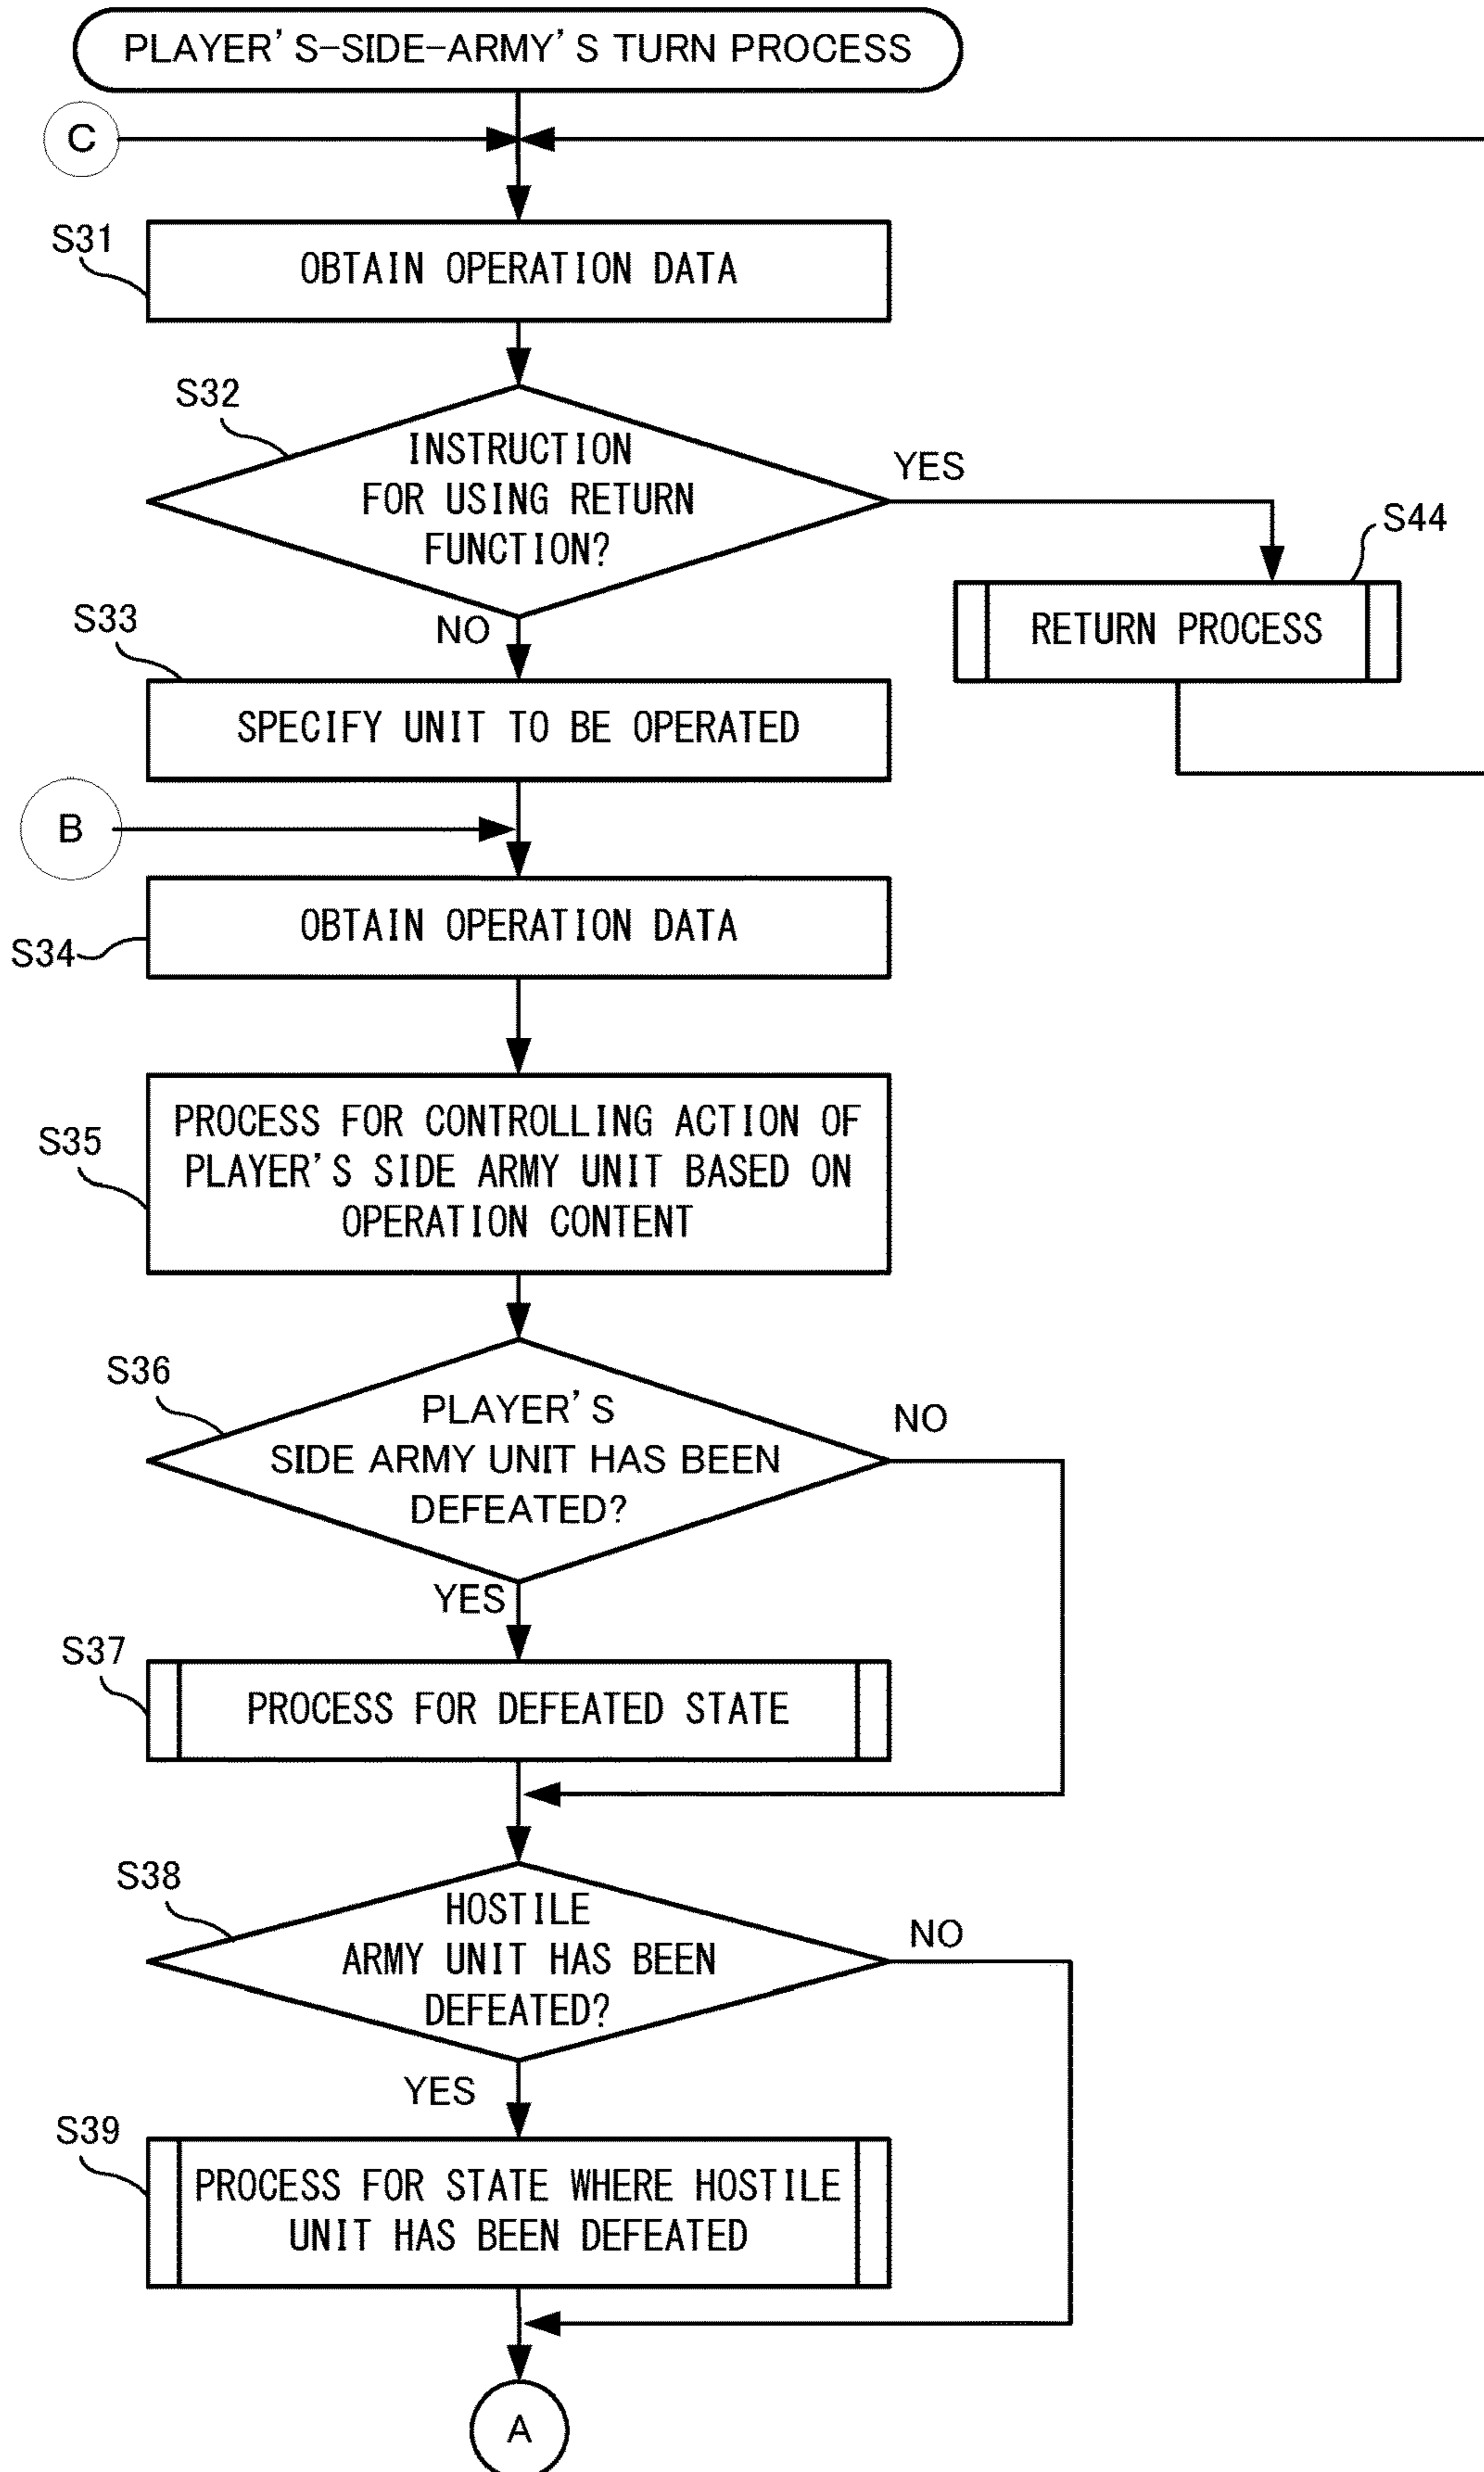 PLAYER'S-SIDE-ARMY'S TURN PROCESS
C
S31
OBTAIN OPERATION DATA
S32
INSTRUCTION
FOR USING RETURN
FUNCTION?
YES
S44
RETURN PROCESS
NO
S33
SPECIFY UNIT TO BE OPERATED
B
OBTAIN OPERATION DATA
S34
S35
PROCESS FOR CONTROLLING ACTION OF
PLAYER'S SIDE ARMY UNIT BASED ON
OPERATION CONTENT
S36
PLAYER'S
SIDE ARMY UNIT HAS BEEN
DEFEATED?
NO
YES
S37
PROCESS FOR DEFEATED STATE
S38
HOSTILE
ARMY UNIT HAS BEEN
DEFEATED?
NO
YES
S39
PROCESS FOR STATE WHERE HOSTILE
UNIT HAS BEEN DEFEATED
A